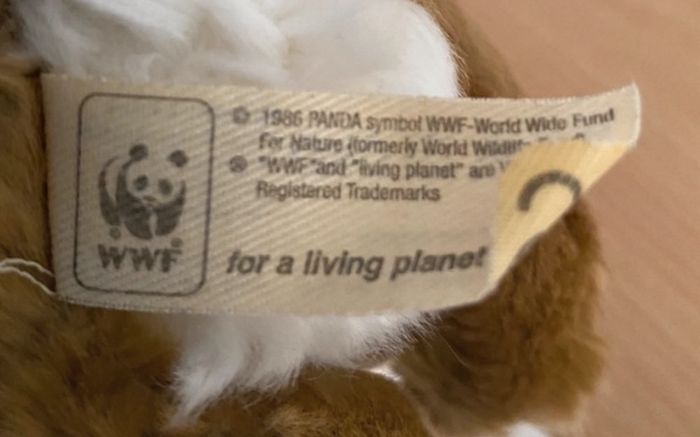 © 1986 PANDA symbol WWF-World Wide Fund
For Nature (formerly World Wildlife
® "WWF"and "living planet" are
Registered Trademarks
WWF
for a living planet